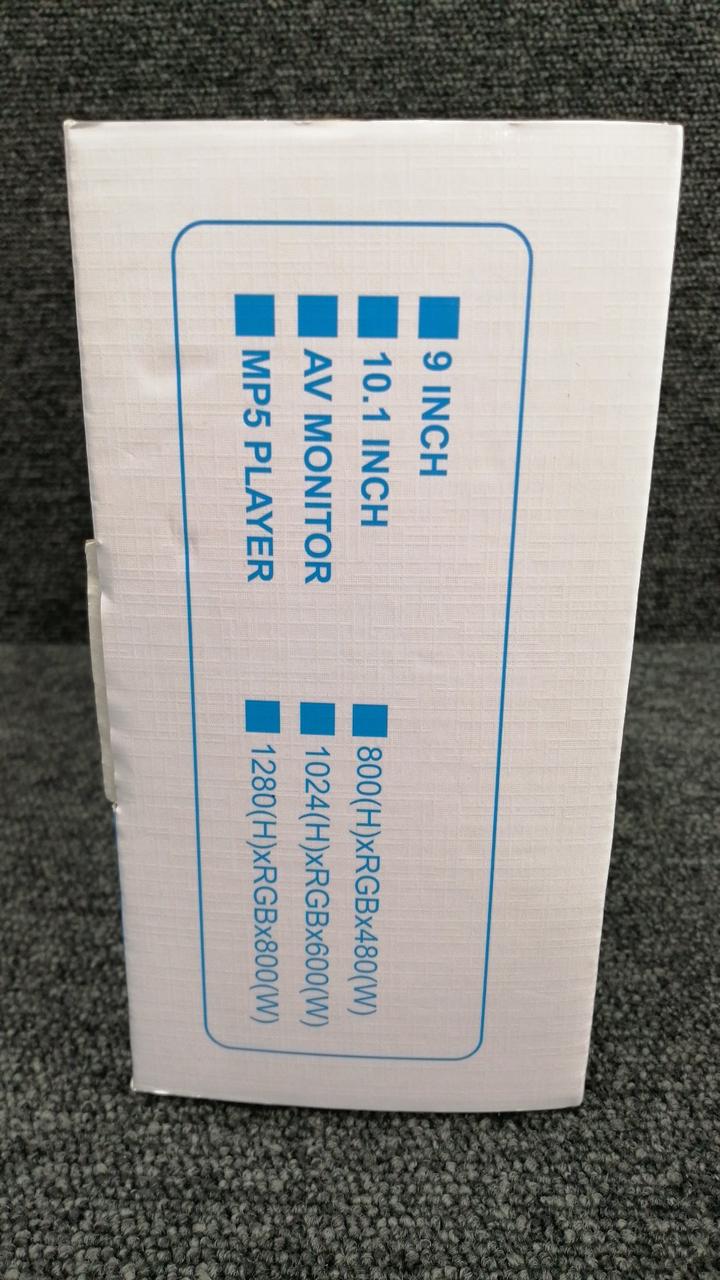 9 INCH
10.1 INCH
AV MONITOR
MP5 PLAYER
800(H)xRGBx480(W)
1024(H)xRGBx600(W)
1280(H)xRGBx800(W)